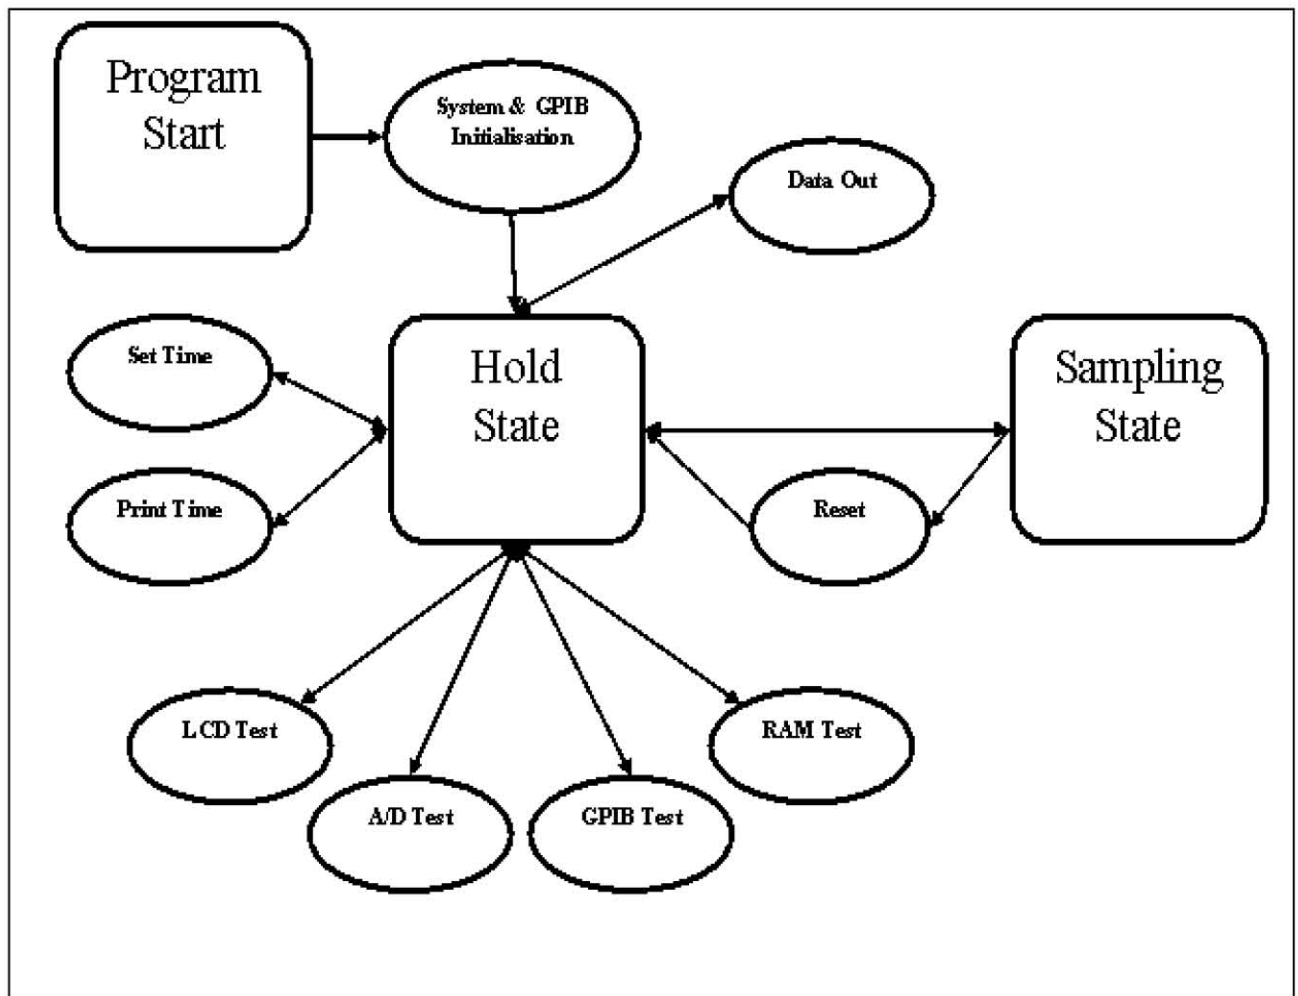 Program
Start
System & GPIB
Initialisation
Data Out
Set Time
Hold
State
Sampling
State
Print Time
Reset
LCD Test
RAM Test
A/D Test
GPIB Test